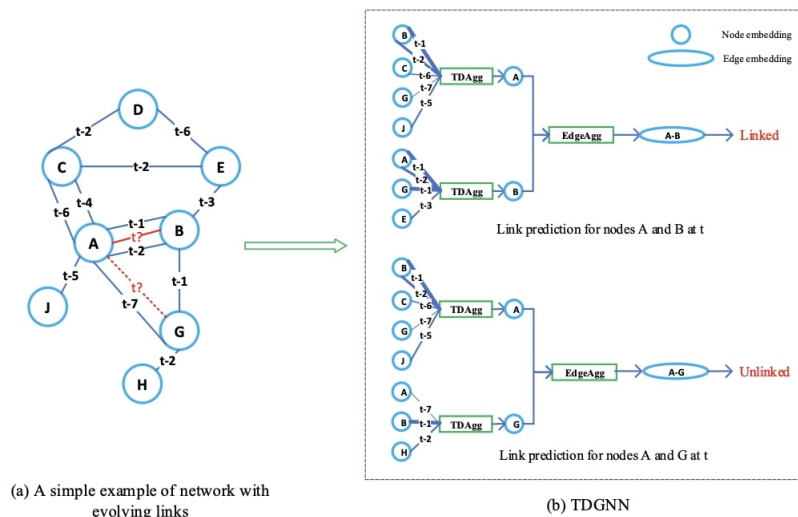 D
t-2
t-6
C
t-2
E
t-6
t-4
t-3
t-1
A
t?
B
t-2
t-5
t?
t-1
J
t-7
G
t-2
H
(a) A simple example of network with
evolving links
B
t-1
t-2
C
t-6
G
t-7
t-5
J
TDAgg
A
A
t-1
t-2
G
t-1
t-3
E
TDAgg
B
EdgeAgg
A-B
Linked
Node embedding
Edge embedding
Link prediction for nodes A and B at t
B
t-1
t-2
C
t-6
G
t-7
t-5
J
TDAgg
A
A
t-7
B
t-1
t-2
H
TDAgg
G
EdgeAgg
A-G
Unlinked
Link prediction for nodes A and G at t
(b) TDGNN